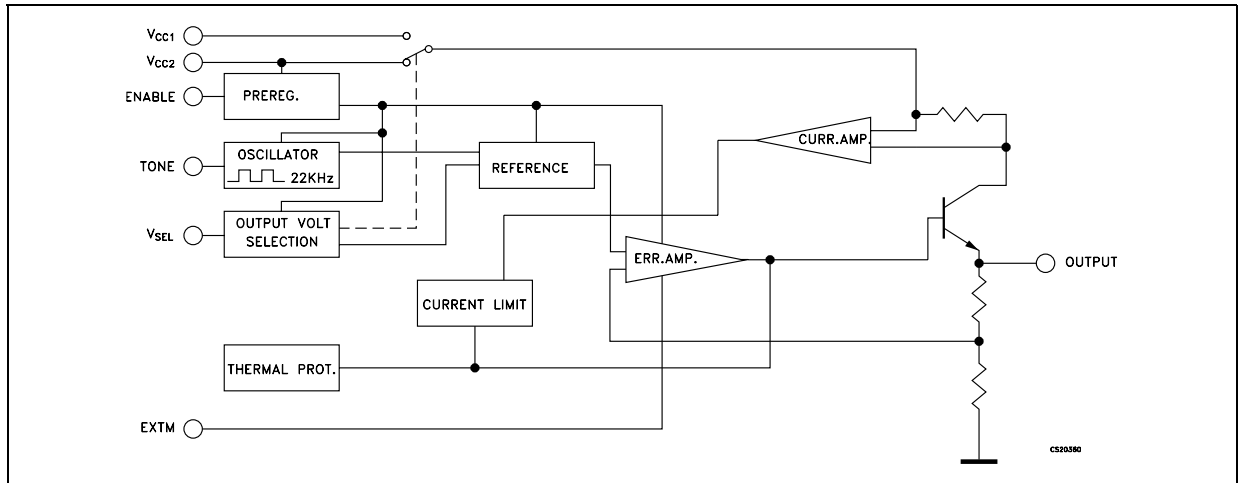 VCC1
VCC2
ENABLE
PREREG.
TONE
OSCILLATOR
22KHz
VSEL
OUTPUT VOLT
SELECTION
REFERENCE
CURR.AMP.
ERR.AMP.
OUTPUT
CURRENT LIMIT
THERMAL PROT.
EXTM
CS20360